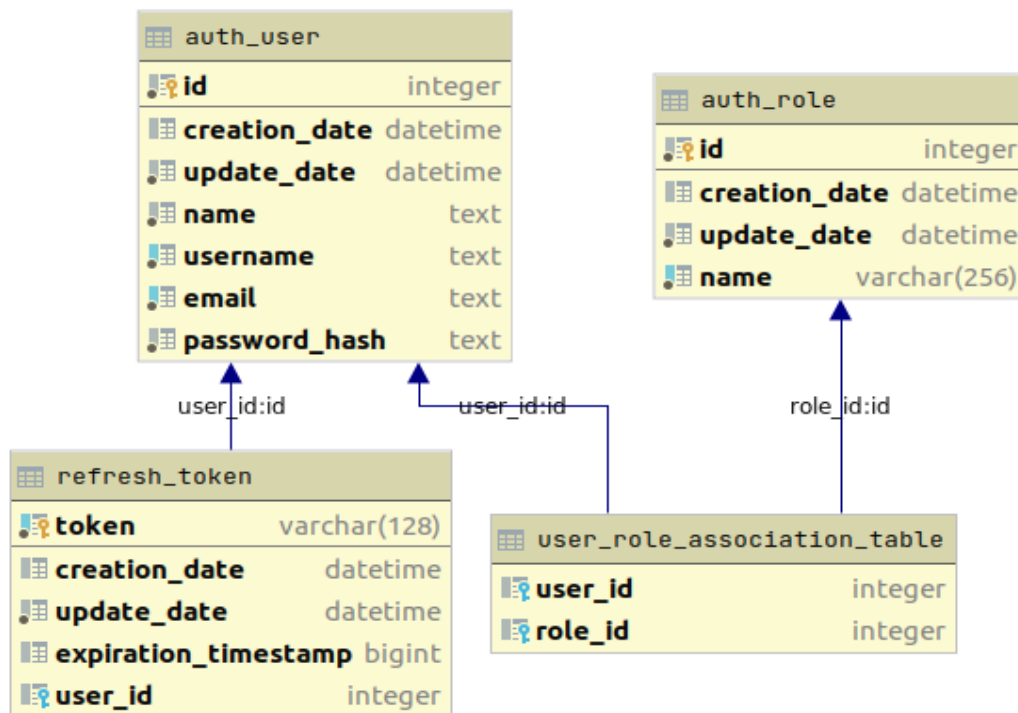 auth_user
id integer
creation_date datetime
update_date datetime
name text
username text
email text
password_hash text
auth_role
id integer
creation_date datetime
update_date datetime
name varchar(256)
user_id:id
user_id:id
role_id:id
refresh_token
token varchar(128)
creation_date datetime
update_date datetime
expiration_timestamp bigint
user_id integer
user_role_association_table
user_id integer
role_id integer